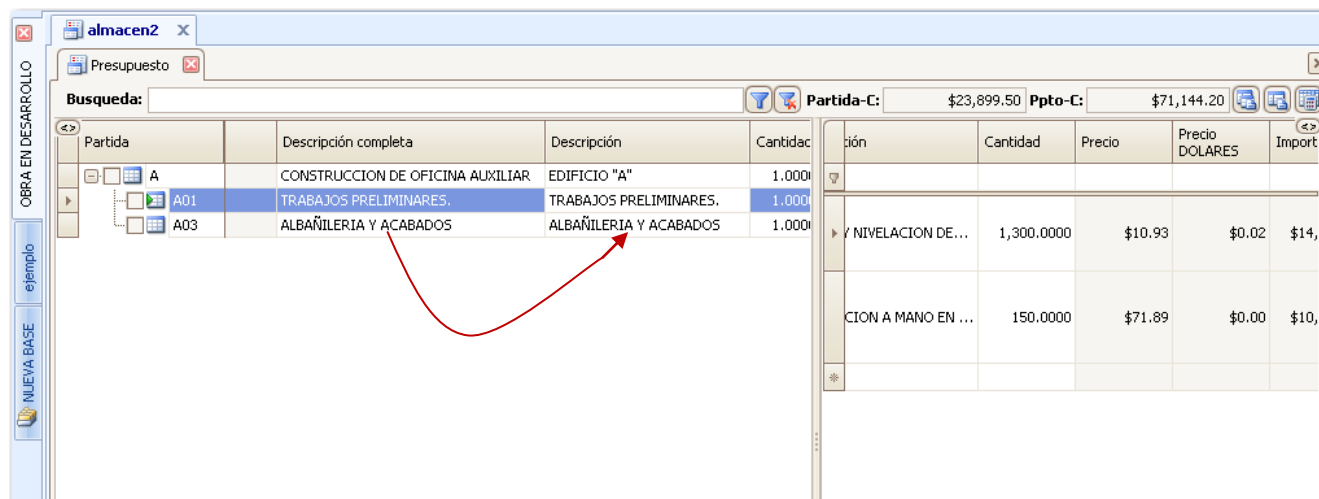 almacen2
Presupuesto
Busqueda: Partida-C: $23,899.50 Ppto-C: $71,144.20
Partida Descripción completa Descripción Cantidad
A CONSTRUCCION DE OFICINA AUXILIAR EDIFICIO "A" 1.000
A01 TRABAJOS PRELIMINARES. TRABAJOS PRELIMINARES. 1.000
A03 ALBAÑILERIA Y ACABADOS ALBAÑILERIA Y ACABADOS 1.000
ción Cantidad Precio Precio DOLARES Import
Y NIVELACION DE... 1,300.0000 $10.93 $0.02 $14,
CION A MANO EN ... 150.0000 $71.89 $0.00 $10,
OBRA EN DESARROLLO
ejemplo
NUEVA BASE